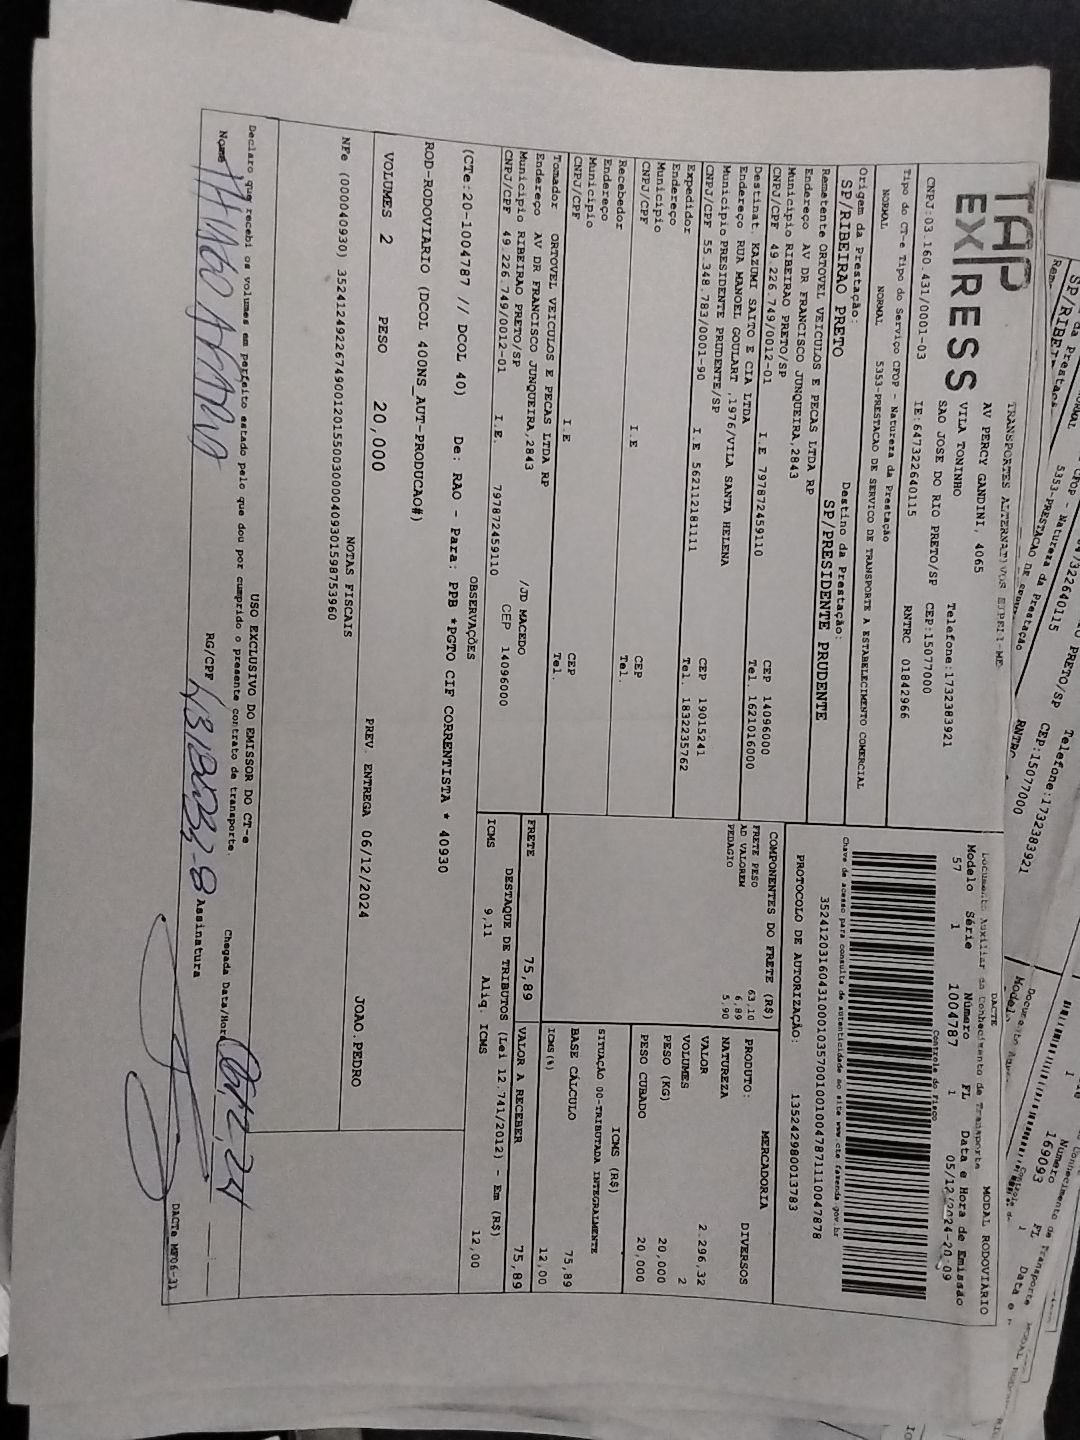 TAP
EXPRESS
TRANSPORTES ALTERNATIVOS EIRELI-ME
AV PERCY GANDINI, 4065
VILA TONINHO
Telefone:1732383921
SAO JOSE DO RIO PRETO/SP
CEP:15077000
CNPJ:03.160.431/0001-03
IE:647322640115
RNTRC 01842966
DACTE
MODAL RODOVIÁRIO
Documento Auxiliar do Conhecimento de Transporte
Modelo Série Número FL Data e Hora de Emissão
57 1 1004787 1 05/12/2024-20:09
Controle do Fisco
Chave de acesso para consulta de autenticidade no site www.cte.fazenda.gov.br
35241203160431000103570010010047871110047878
PROTOCOLO DE AUTORIZAÇÃO: 135242980013783
Tipo do CT-e Tipo do Serviço CFOP - Natureza da Prestação
NORMAL NORMAL 5353-PRESTACAO DE SERVICO DE TRANSPORTE A ESTABELECIMENTO COMERCIAL
Origem da Prestação: Destino da Prestação:
SP/RIBEIRAO PRETO SP/PRESIDENTE PRUDENTE
Remetente ORTOVEL VEICULOS E PECAS LTDA RP
Endereço AV DR FRANCISCO JUNQUEIRA,2843
Município RIBEIRAO PRETO/SP CEP 14096000
CNPJ/CPF 49.226.749/0012-01 I.E 797872459110 Tel. 1621016000
Destinat. KAZUMI SAITO E CIA LTDA
Endereço RUA MANOEL GOULART ,1976/VILA SANTA HELENA
Município PRESIDENTE PRUDENTE/SP CEP 19015241
CNPJ/CPF 55.348.783/0001-90 I.E 562112181111 Tel. 1832235762
Expedidor
Endereço
Município CEP
CNPJ/CPF I.E Tel.
Recebedor
Endereço
Município CEP
CNPJ/CPF I.E Tel.
Tomador ORTOVEL VEICULOS E PECAS LTDA RP
Endereço AV DR FRANCISCO JUNQUEIRA,2843 /JD MACEDO
Município RIBEIRAO PRETO/SP CEP 14096000
CNPJ/CPF 49.226.749/0012-01 I.E. 797872459110
COMPONENTES DO FRETE (R$)
FRETE PESO 63,10
AD VALOREM 6,89
PEDAGIO 5,90
MERCADORIA
PRODUTO: DIVERSOS
NATUREZA
VALOR 2.296,32
VOLUMES 2
PESO (KG) 20,000
PESO CUBADO 20,000
ICMS (R$)
SITUAÇÃO 00-TRIBUTADA INTEGRALMENTE
BASE CÁLCULO 75,89
ICMS(%) 12,00
FRETE 75,89 VALOR A RECEBER 75,89
DESTAQUE DE TRIBUTOS (Lei 12.741/2012) - Em (R$)
ICMS 9,11 Aliq. ICMS 12,00
OBSERVAÇÕES
(CTe:20-1004787 // DCOL 40) De: RAO - Para: PPB *PGTO CIF CORRENTISTA * 40930
ROD-RODOVIARIO (DCOL 400NS_AUT-PRODUCAO#)
VOLUMES 2 PESO 20,000 PREV. ENTREGA 06/12/2024 JOAO.PEDRO
NOTAS FISCAIS
NFe (000040930) 35241249226749001201550030000409301598753960
USO EXCLUSIVO DO EMISSOR DO CT-e
Declaro que recebi os volumes em perfeito estado pelo que dou por cumprido o presente contrato de transporte.
Nome RG/CPF Assinatura
Chegada Data/Hora
DACTe_MF06-11